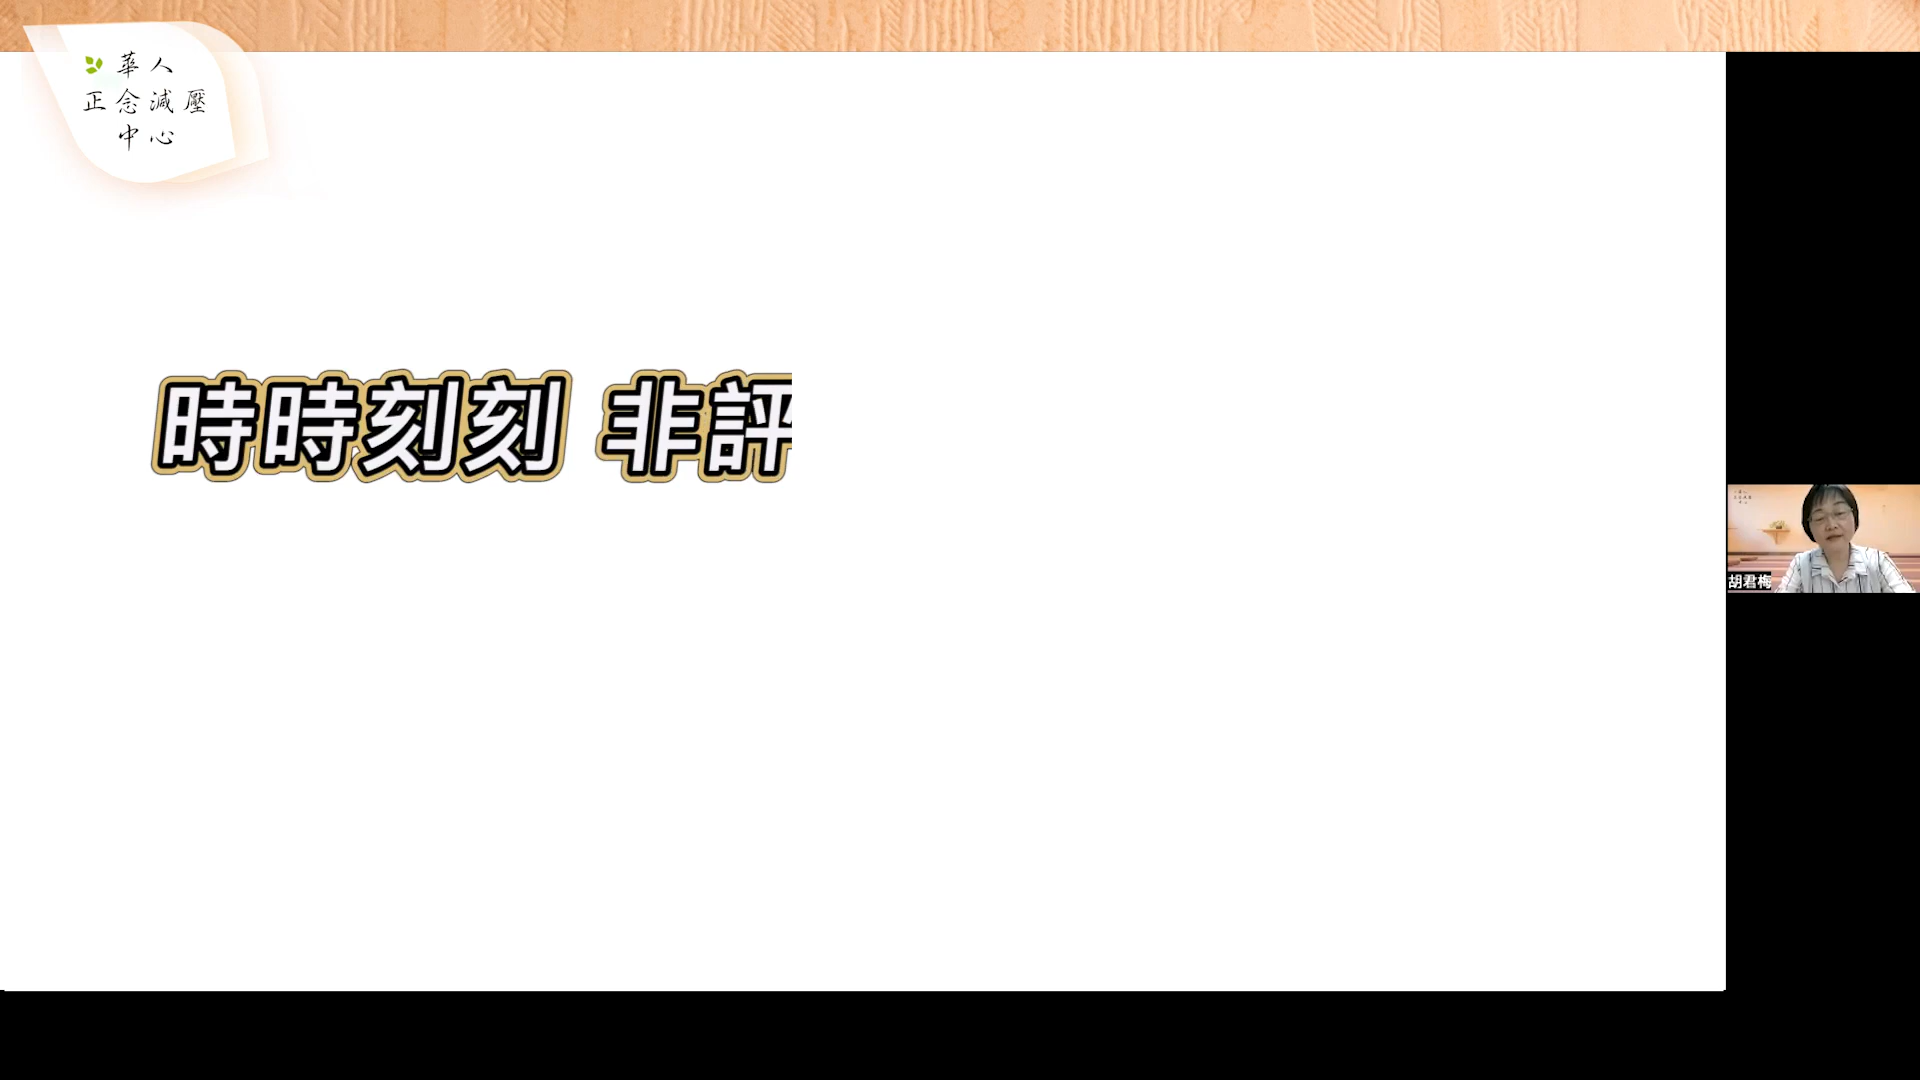 華人
正念減壓
中心
時時刻刻 非評
胡君梅